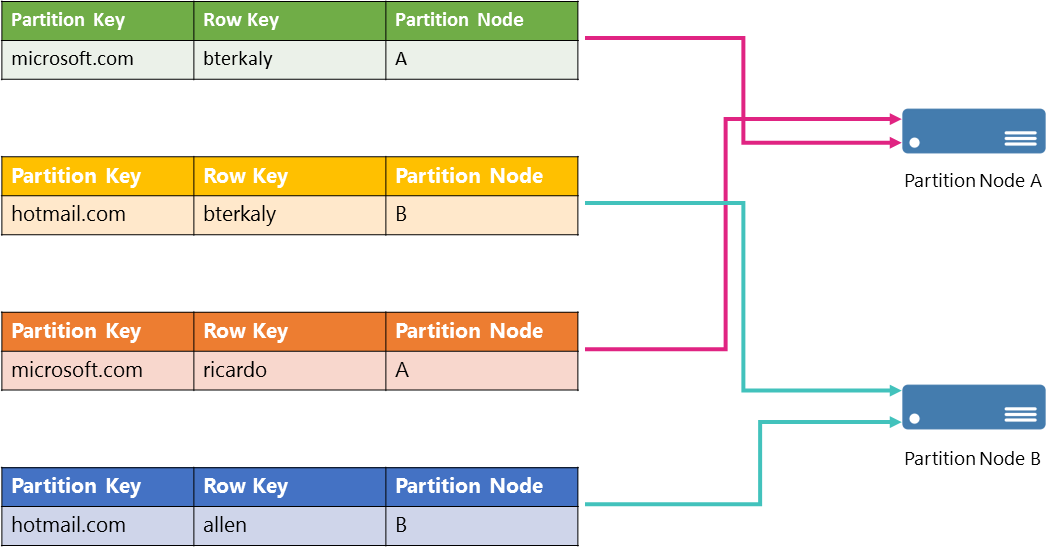 Partition Key Row Key Partition Node
microsoft.com bterkaly A
Partition Node A
Partition Key Row Key Partition Node
hotmail.com bterkaly B
Partition Key Row Key Partition Node
microsoft.com ricardo A
Partition Node B
Partition Key Row Key Partition Node
hotmail.com allen B